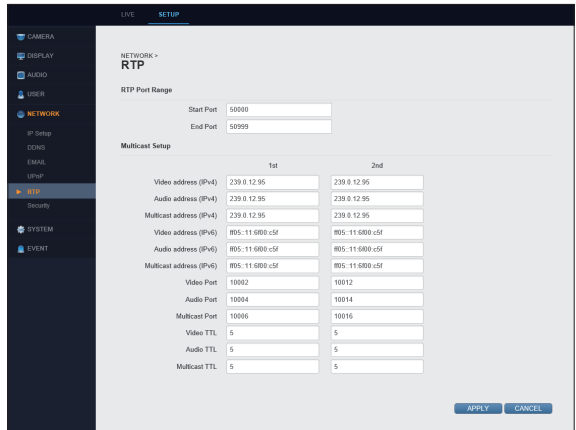 LIVE SETUP
CAMERA
DISPLAY
AUDIO
USER
NETWORK
IP Setup
DDNS
EMAIL
UPnP
RTP
Security
SYSTEM
EVENT
NETWORK >
RTP
RTP Port Range
Start Port 50000
End Port 50999
Multicast Setup
1st 2nd
Video address (IPv4) 239.0.12.95 239.0.12.95
Audio address (IPv4) 239.0.12.95 239.0.12.95
Multicast address (IPv4) 239.0.12.95 239.0.12.95
Video address (IPv6) ff05::11:6f00:c5f ff05::11:6f00:c5f
Audio address (IPv6) ff05::11:6f00:c5f ff05::11:6f00:c5f
Multicast address (IPv6) ff05::11:6f00:c5f ff05::11:6f00:c5f
Video Port 10002 10012
Audio Port 10004 10014
Multicast Port 10006 10016
Video TTL 5 5
Audio TTL 5 5
Multicast TTL 5 5
APPLY CANCEL